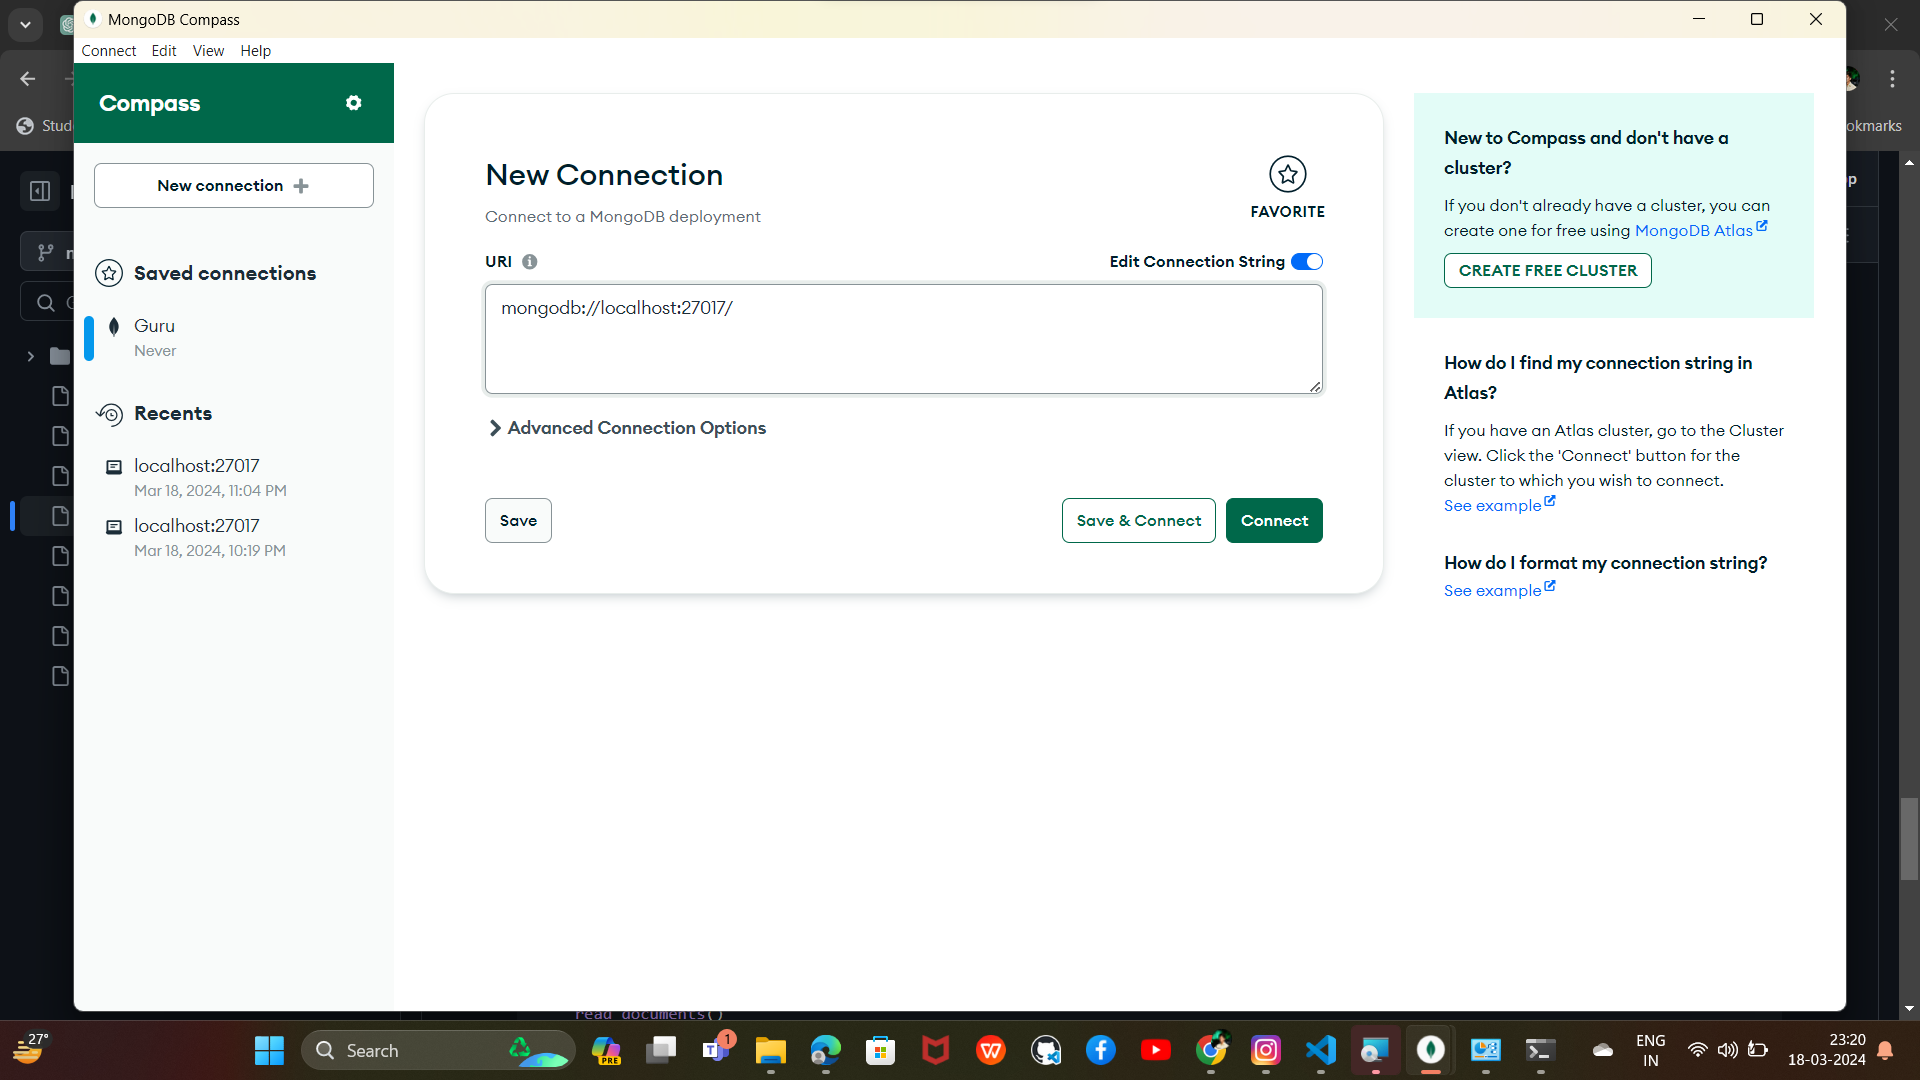 MongoDB Compass
Connect Edit View Help
Compass
New connection
Saved connections
Guru
Never
Recents
localhost:27017
Mar 18, 2024, 11:04 PM
localhost:27017
Mar 18, 2024, 10:19 PM
New Connection
Connect to a MongoDB deployment
FAVORITE
URI
Edit Connection String
mongodb://localhost:27017/
Advanced Connection Options
Save
Save & Connect
Connect
New to Compass and don't have a
cluster?
If you don't already have a cluster, you can
create one for free using MongoDB Atlas
CREATE FREE CLUSTER
How do I find my connection string in
Atlas?
If you have an Atlas cluster, go to the Cluster
view. Click the 'Connect' button for the
cluster to which you wish to connect.
See example
How do I format my connection string?
See example
read_documents()
27°
Search
PRE
1
ENG
IN
23:20
18-03-2024